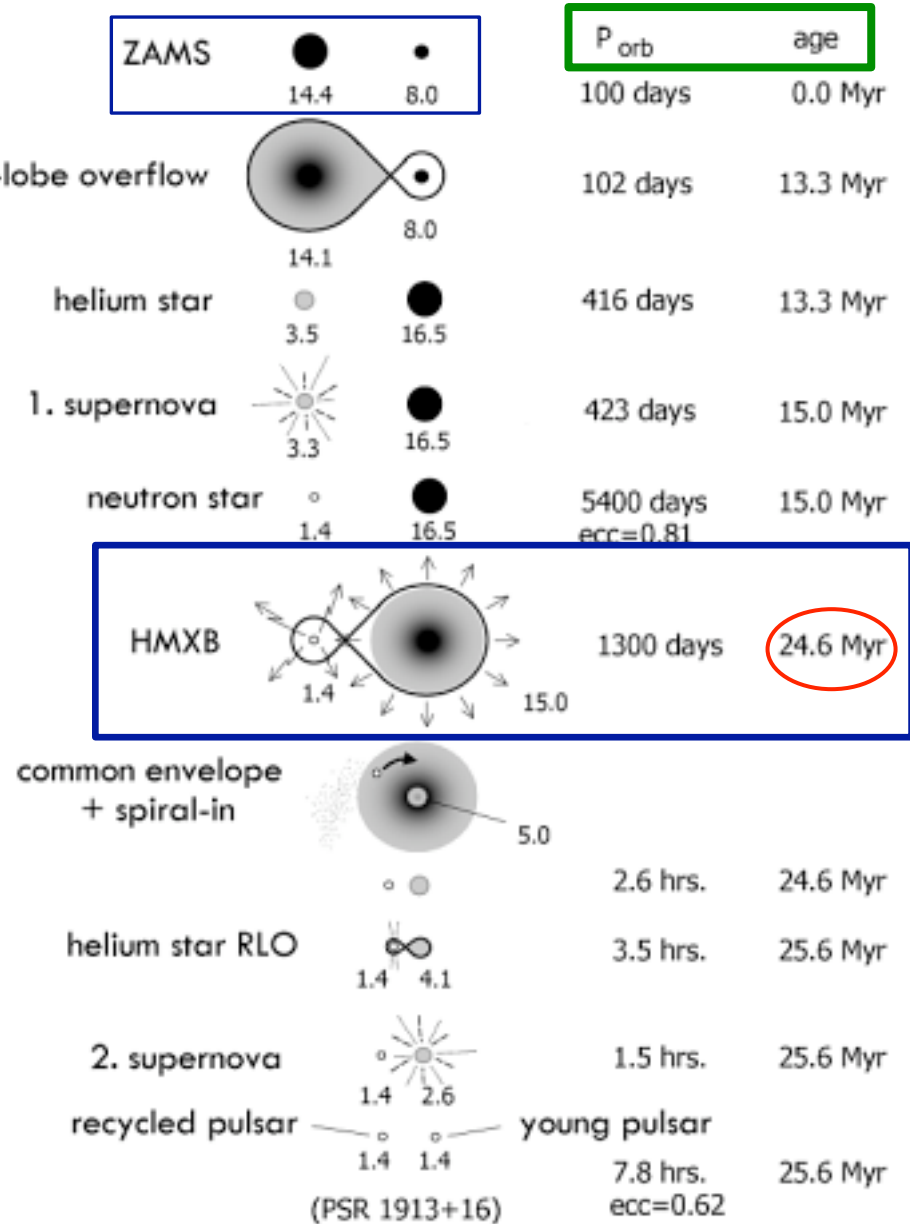 P orb age
ZAMS
14.4 8.0 100 days 0.0 Myr
-lobe overflow 102 days 13.3 Myr
8.0
14.1
helium star 416 days 13.3 Myr
3.5 16.5
1. supernova 423 days 15.0 Myr
3.3 16.5
neutron star 5400 days 15.0 Myr
1.4 16.5 ecc=0.81
HMXB 1300 days 24.6 Myr
1.4 15.0
common envelope
+ spiral-in
5.0
2.6 hrs. 24.6 Myr
helium star RLO 3.5 hrs. 25.6 Myr
1.4 4.1
2. supernova 1.5 hrs. 25.6 Myr
1.4 2.6
recycled pulsar young pulsar
1.4 1.4
7.8 hrs. 25.6 Myr
(PSR 1913+16) ecc=0.62